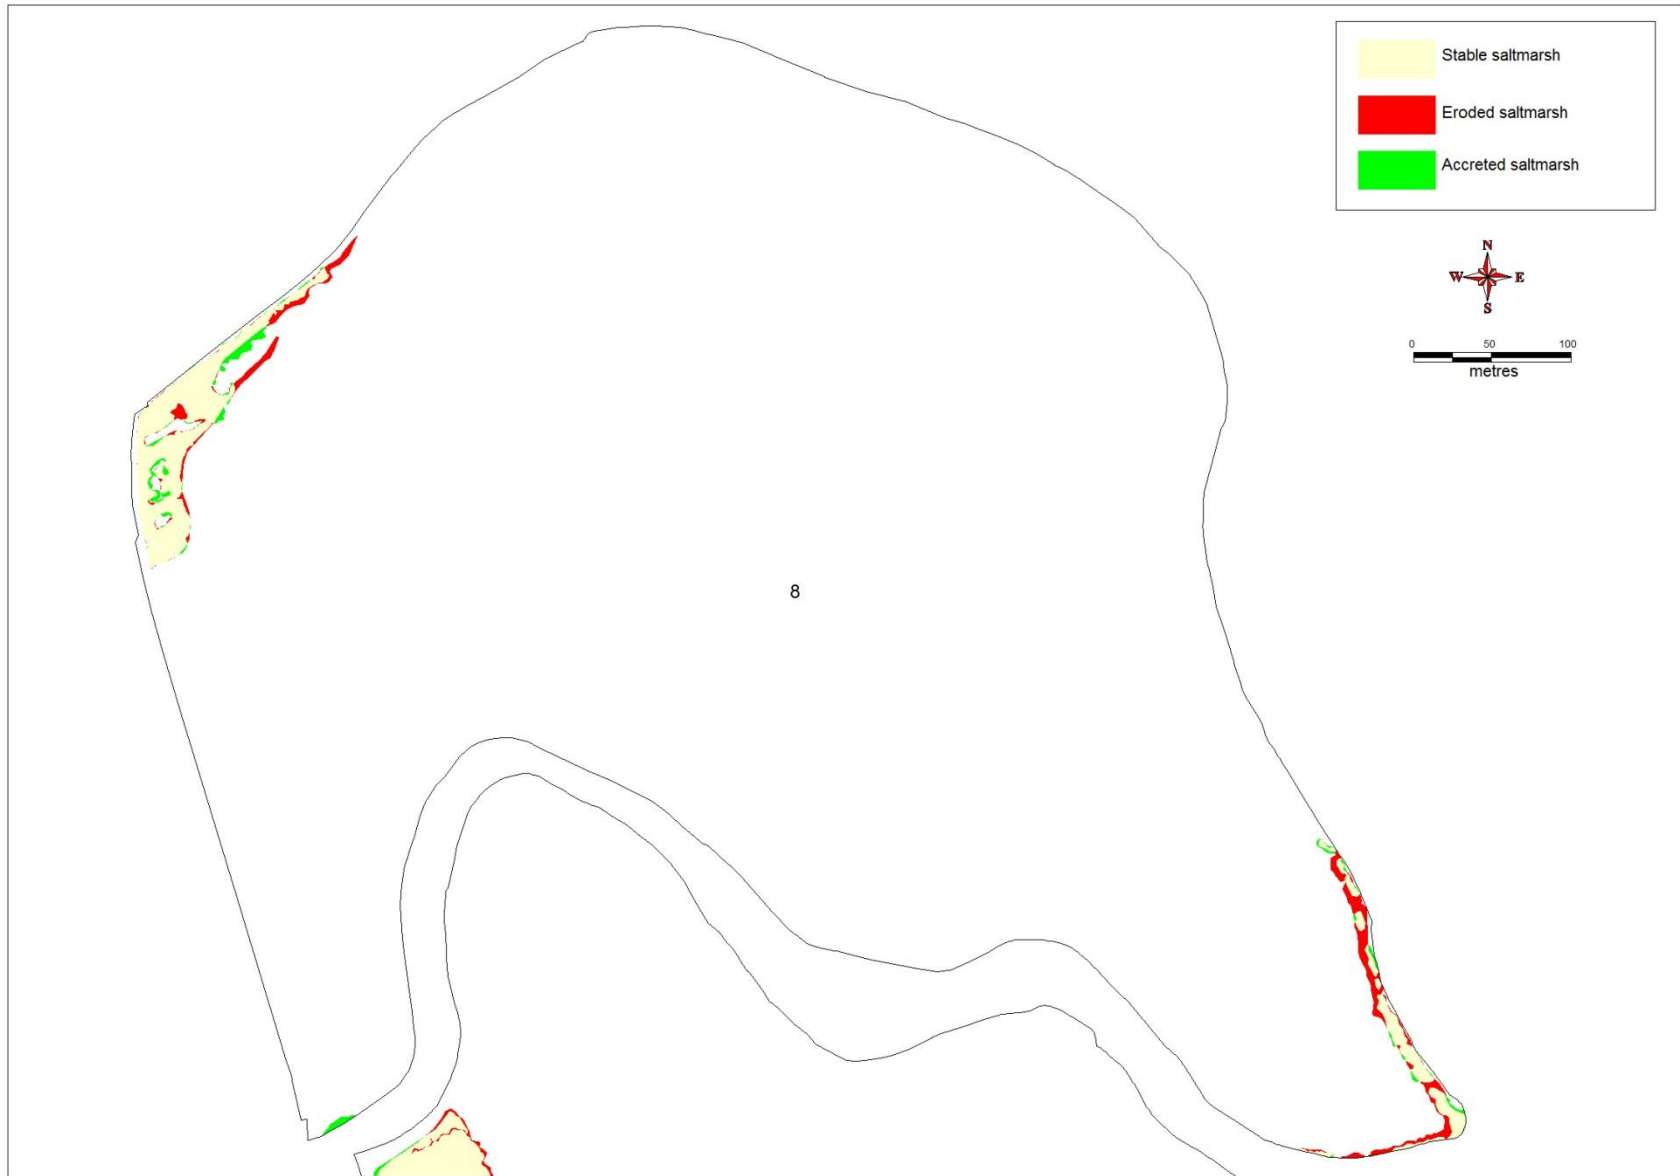 Stable saltmarsh
Eroded saltmarsh
Accreted saltmarsh
N
W E
S
0 50 100
metres
8